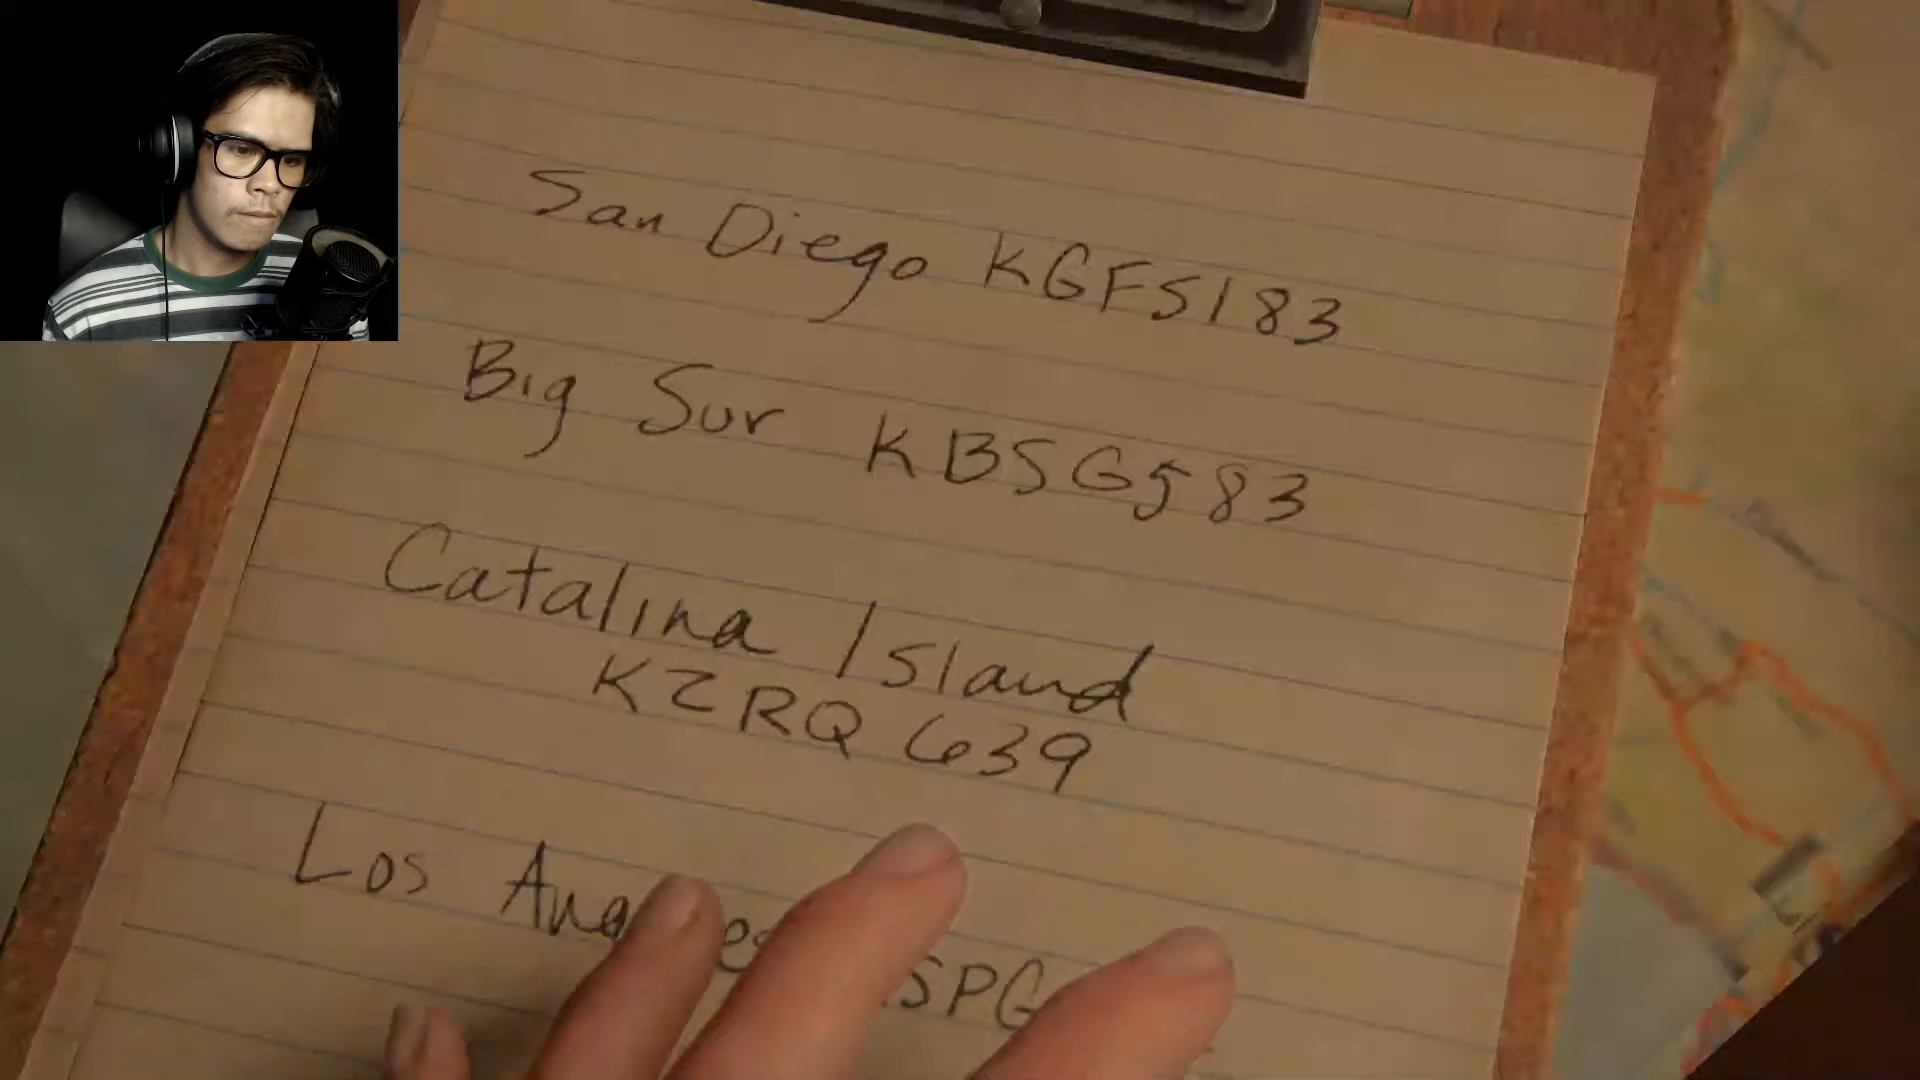 San Diego KGFS183
Big Sur KBSG583
Catalina Island
KZRQ 639
Los